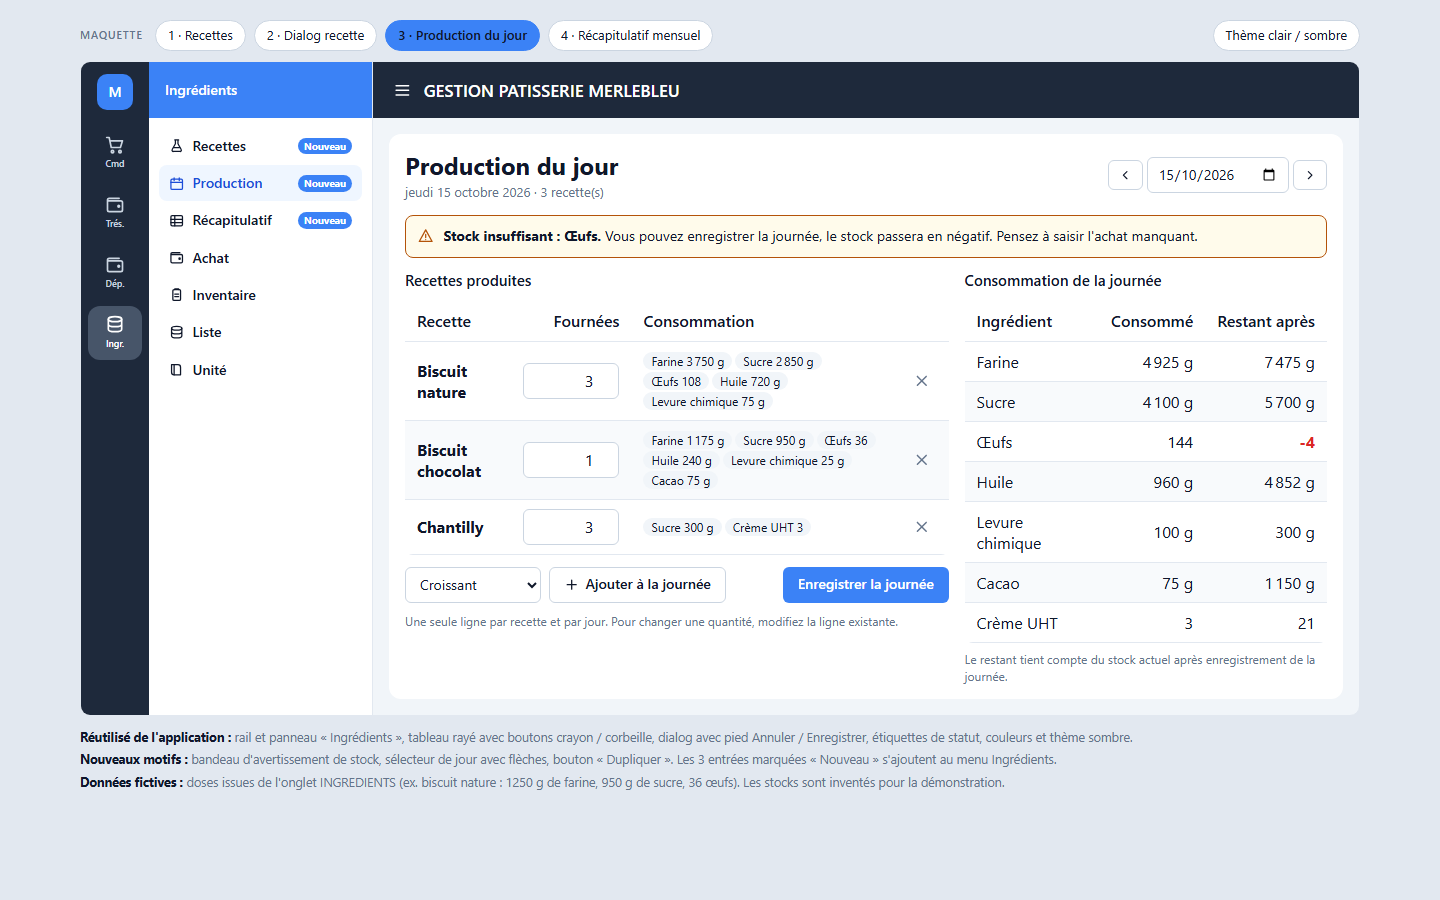 MAQUETTE
1 · Recettes
2 · Dialog recette
3 · Production du jour
4 · Récapitulatif mensuel
Thème clair / sombre
M
Cmd
Trés.
Dép.
Ingr.
Ingrédients
Recettes Nouveau
Production Nouveau
Récapitulatif Nouveau
Achat
Inventaire
Liste
Unité
GESTION PATISSERIE MERLEBLEU
Production du jour
jeudi 15 octobre 2026 · 3 recette(s)
15/10/2026
Stock insuffisant : Œufs. Vous pouvez enregistrer la journée, le stock passera en négatif. Pensez à saisir l'achat manquant.
Recettes produites
Recette Fournées Consommation
Biscuit nature 3
Farine 3 750 g Sucre 2 850 g
Œufs 108 Huile 720 g
Levure chimique 75 g
Biscuit chocolat 1
Farine 1 175 g Sucre 950 g Œufs 36
Huile 240 g Levure chimique 25 g
Cacao 75 g
Chantilly 3 Sucre 300 g Crème UHT 3
Croissant
Ajouter à la journée
Enregistrer la journée
Une seule ligne par recette et par jour. Pour changer une quantité, modifiez la ligne existante.
Consommation de la journée
Ingrédient Consommé Restant après
Farine 4 925 g 7 475 g
Sucre 4 100 g 5 700 g
Œufs 144 -4
Huile 960 g 4 852 g
Levure chimique 100 g 300 g
Cacao 75 g 1 150 g
Crème UHT 3 21
Le restant tient compte du stock actuel après enregistrement de la
journée.
Réutilisé de l'application : rail et panneau « Ingrédients », tableau rayé avec boutons crayon / corbeille, dialog avec pied Annuler / Enregistrer, étiquettes de statut, couleurs et thème sombre.
Nouveaux motifs : bandeau d'avertissement de stock, sélecteur de jour avec flèches, bouton « Dupliquer ». Les 3 entrées marquées « Nouveau » s'ajoutent au menu Ingrédients.
Données fictives : doses issues de l'onglet INGREDIENTS (ex. biscuit nature : 1250 g de farine, 950 g de sucre, 36 œufs). Les stocks sont inventés pour la démonstration.